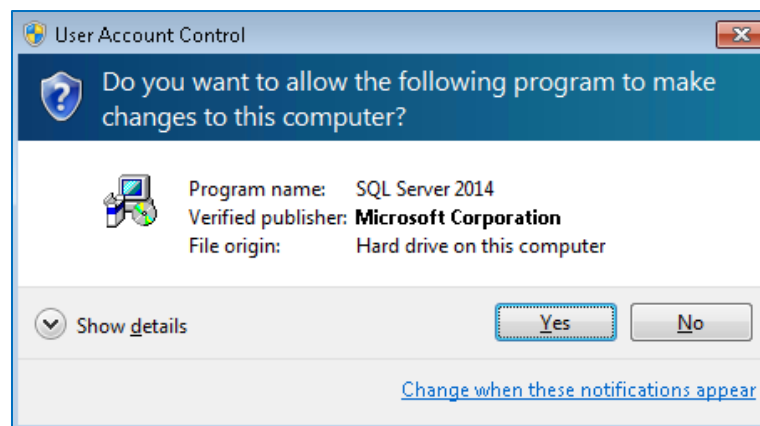 User Account Control
Do you want to allow the following program to make
changes to this computer?
Program name: SQL Server 2014
Verified publisher: Microsoft Corporation
File origin: Hard drive on this computer
Show details
Yes
No
Change when these notifications appear